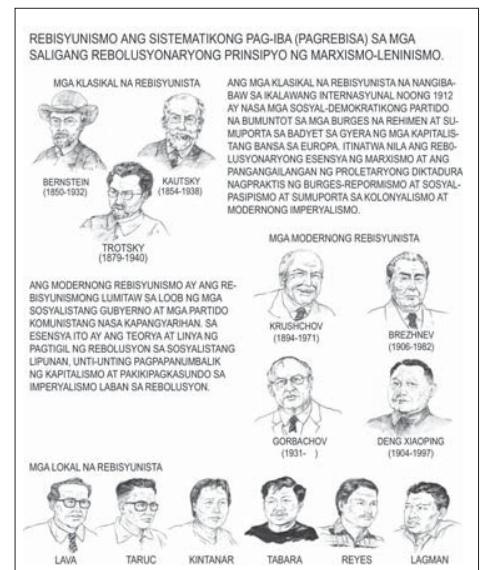 REBISYUNISMO ANG SISTEMATIKONG PAG-IBA (PAGREBISA) SA MGA
SALIGANG REBOLUSYONARYONG PRINSIPYO NG MARXISMO-LENINISMO.
MGA KLASIKAL NA REBISYUNISTA
BERNSTEIN
(1850-1932)
KAUTSKY
(1854-1938)
TROTSKY
(1879-1940)
ANG MGA KLASIKAL NA REBISYUNISTA NA NANGIBA-
BAW SA IKALAWANG INTERNASYUNAL NOONG 1912
AY NASA MGA SOSYAL-DEMOKRATIKONG PARTIDO
NA BUMUNTOT SA MGA BURGES NA REHIMEN AT SU-
MUPORTA SA BADYET SA GYERA NG MGA KAPITALIS-
TANG BANSA SA EUROPA. ITINATWA NILA ANG REBO-
LUSYONARYONG ESENSYA NG MARXISMO AT ANG
PANGANGAILANGAN NG PROLETARYONG DIKTADURA
NAGPRAKTIS NG BURGES-REPORMISMO AT SOSYAL-
PASIPISMO AT SUMUPORTA SA KOLONYALISMO AT
MODERNONG IMPERYALISMO.
MGA MODERNONG REBISYUNISTA
KRUSHCHOV
(1894-1971)
BREZHNEV
(1906-1982)
GORBACHOV
(1931-   )
DENG XIAOPING
(1904-1997)
ANG MODERNONG REBISYUNISMO AY ANG RE-
BISYUNISMONG LUMITAW SA LOOB NG MGA
SOSYALISTANG GUBYERNO AT MGA PARTIDO
KOMUNISTANG NASA KAPANGYARIHAN. SA
ESENSYA ITO AY ANG TEORYA AT LINYA NG
PAGTIGIL NG REBOLUSYON SA SOSYALISTANG
LIPUNAN, UNTI-UNTING PAGPAPANUMBALIK
NG KAPITALISMO AT PAKIKIPAGKASUNDO SA
IMPERYALISMO LABAN SA REBOLUSYON.
MGA LOKAL NA REBISYUNISTA
LAVA
TARUC
KINTANAR
TABARA
REYES
LAGMAN